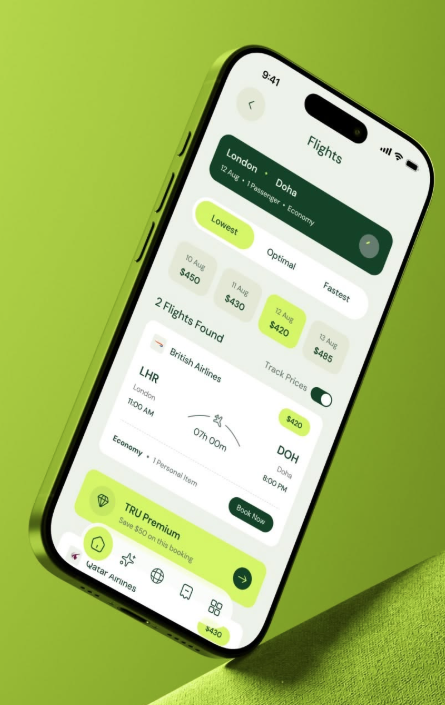 9:41
Flights
London • Doha
12 Aug • 1 Passenger • Economy
Lowest
Optimal
Fastest
10 Aug
$450
11 Aug
$430
12 Aug
$420
13 Aug
$485
2 Flights Found
Track Prices
British Airlines
$420
LHR
London
11:00 AM
07h 00m
DOH
Doha
8:00 PM
Economy • 1 Personal Item
Book Now
TRU Premium
Save $50 on this booking
Qatar Airlines
$430